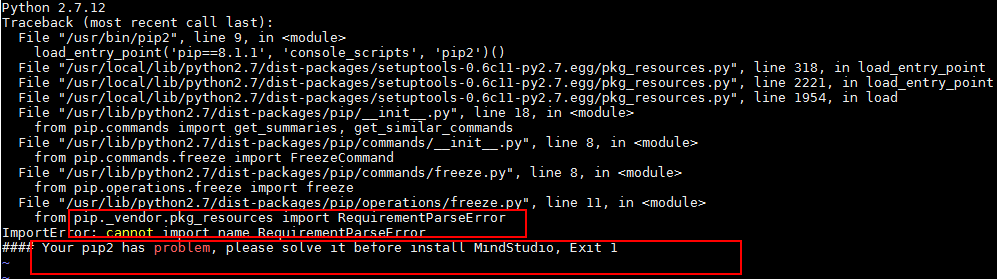 Python 2.7.12
Traceback (most recent call last):
  File "/usr/bin/pip2", line 9, in <module>
    load_entry_point('pip==8.1.1', 'console_scripts', 'pip2')()
  File "/usr/local/lib/python2.7/dist-packages/setuptools-0.6c11-py2.7.egg/pkg_resources.py", line 318, in load_entry_point
  File "/usr/local/lib/python2.7/dist-packages/setuptools-0.6c11-py2.7.egg/pkg_resources.py", line 2221, in load_entry_point
  File "/usr/local/lib/python2.7/dist-packages/setuptools-0.6c11-py2.7.egg/pkg_resources.py", line 1954, in load
  File "/usr/lib/python2.7/dist-packages/pip/__init__.py", line 18, in <module>
    from pip.commands import get_summaries, get_similar_commands
  File "/usr/lib/python2.7/dist-packages/pip/commands/__init__.py", line 8, in <module>
    from pip.commands.freeze import FreezeCommand
  File "/usr/lib/python2.7/dist-packages/pip/commands/freeze.py", line 8, in <module>
    from pip.operations.freeze import freeze
  File "/usr/lib/python2.7/dist-packages/pip/operations/freeze.py", line 11, in <module>
    from pip._vendor.pkg_resources import RequirementParseError
ImportError: cannot import name RequirementParseError
#### Your pip2 has problem, please solve it before install MindStudio, Exit 1
~
~